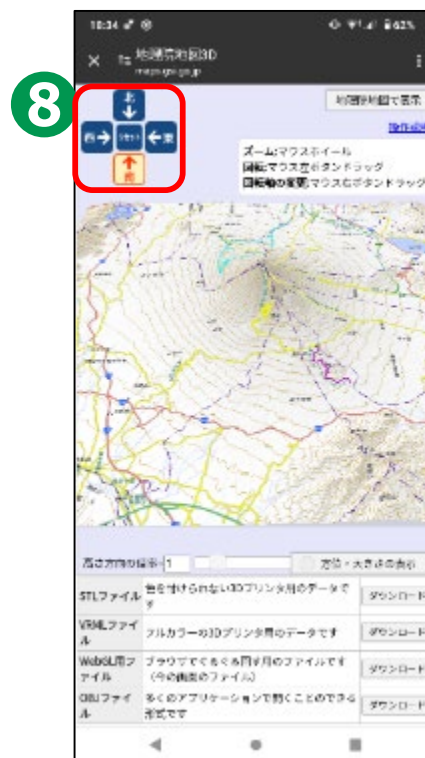 18:34
62%
地理院地図3D
maps.gsi.go.jp
8
北
西
リセット
東
南
地理院地図で表示
操作説明
ズーム:マウスホイール
回転:マウス左ボタンドラッグ
回転軸の変更:マウス右ボタンドラッグ
高さ方向の倍率 1
方位・大きさの表示
STLファイル 色を付けられない3Dプリンタ用のデータです ダウンロード
VRMLファイル フルカラーの3Dプリンタ用のデータです ダウンロード
WebGL用ファイル ブラウザでぐるぐる回す用のファイルです
(今の画面のファイル) ダウンロード
OBJファイル 多くのアプリケーションで開くことのできる形式です ダウンロード